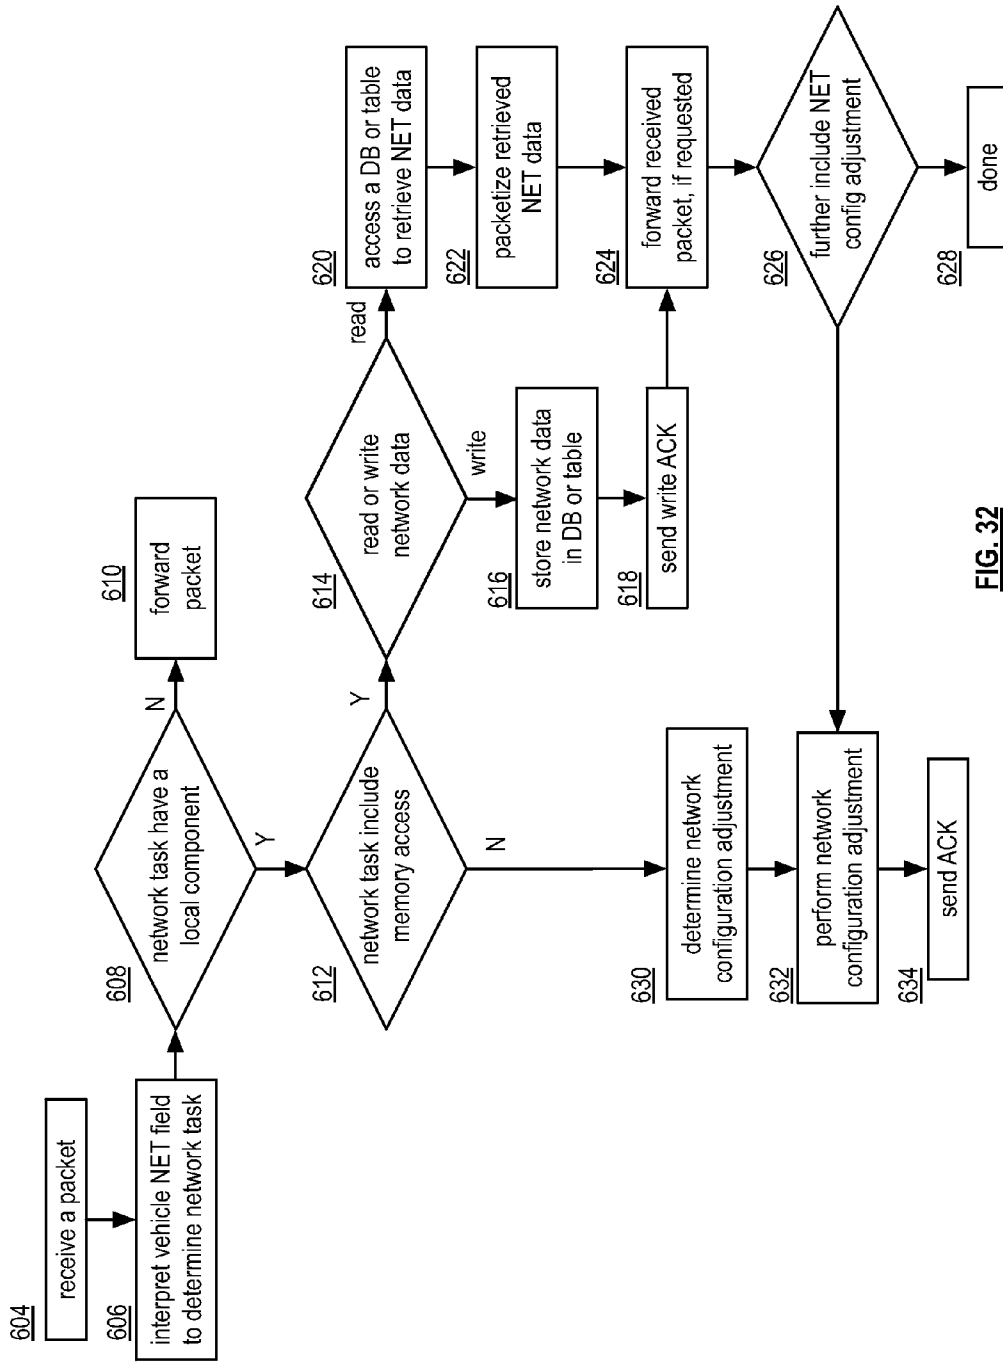 604
receive a packet
606
interpret vehicle NET field
to determine network task
608
network task have a
local component
N
610
forward
packet
Y
612
network task include
memory access
Y
614
read or write
network data
read
620
access a DB or table
to retrieve NET data
622
packetize retrieved
NET data
write
616
store network data
in DB or table
618
send write ACK
624
forward received
packet, if requested
626
further include NET
config adjustment
628
done
N
630
determine network
configuration adjustment
632
perform network
configuration adjustment
634
send ACK
FIG. 32